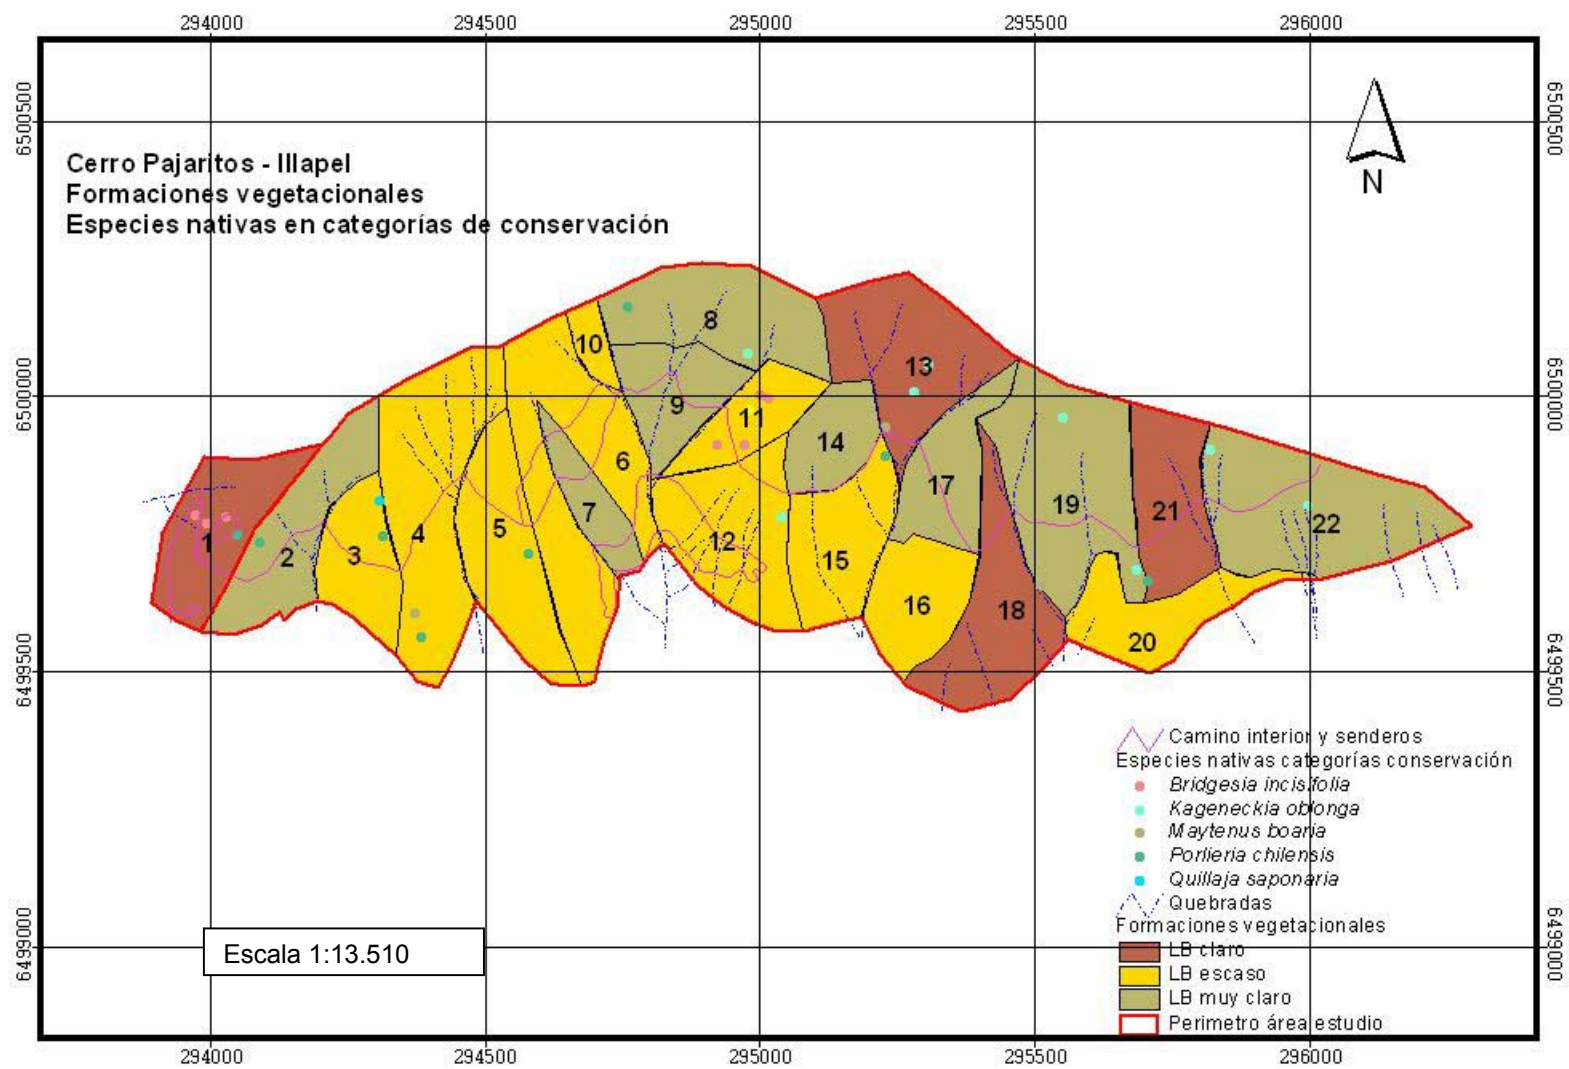 294000 294500 295000 295500 296000
6500500 6500500
Cerro Pajaritos - Illapel
Formaciones vegetacionales
Especies nativas en categorías de conservación
N
8
10
13
6500000 6500000
9
11
14
6
17
19
21
22
7
5
4
12
1
2
3
15
16
18
20
6499500 6499500
Camino interior y senderos
Especies nativas categorías conservación
Bridgesia incisifolia
Kageneckia oblonga
Maytenus boaria
Porlieria chilensis
Quillaja saponaria
Quebradas
Formaciones vegetacionales
LB claro
LB escaso
LB muy claro
Perimetro área estudio
Escala 1:13.510
6499000 6499000
294000 294500 295000 295500 296000